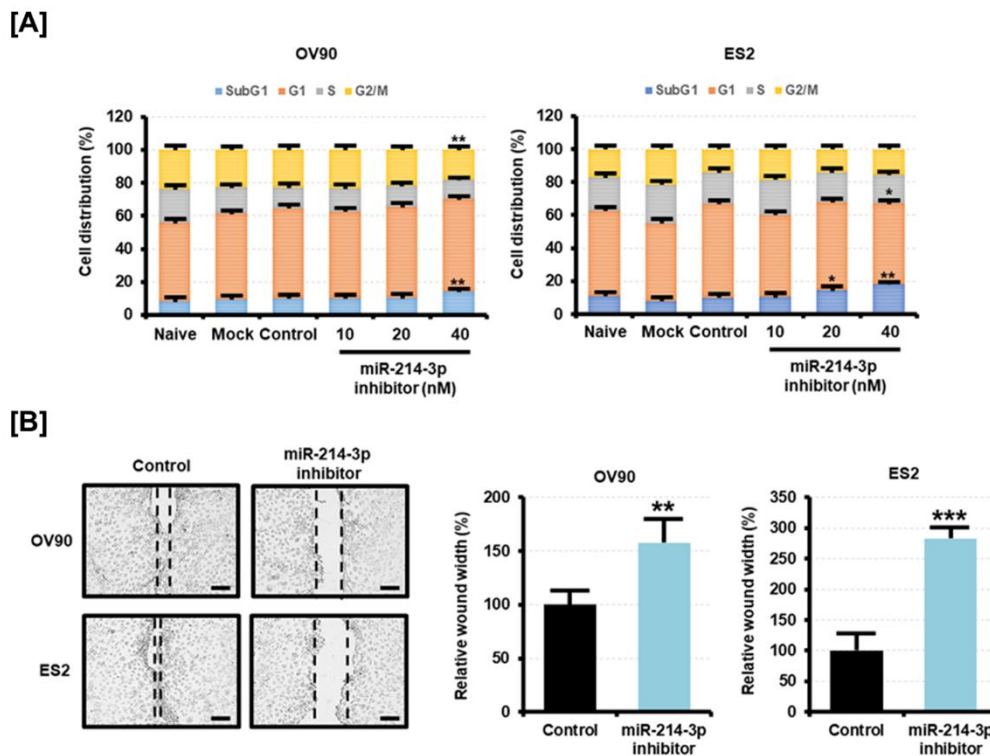 [A]
OV90
SubG1 G1 S G2/M
Cell distribution (%)
120
100
80
60
40
20
0
**
**
Naive Mock Control 10 20 40
miR-214-3p
inhibitor (nM)
ES2
SubG1 G1 S G2/M
Cell distribution (%)
120
100
80
60
40
20
0
*
*
**
Naive Mock Control 10 20 40
miR-214-3p
inhibitor (nM)
[B]
Control
miR-214-3p
inhibitor
OV90
ES2
OV90
Relative wound width (%)
200
150
100
50
0
**
Control miR-214-3p
inhibitor
ES2
Relative wound width (%)
350
300
250
200
150
100
50
0
***
Control miR-214-3p
inhibitor